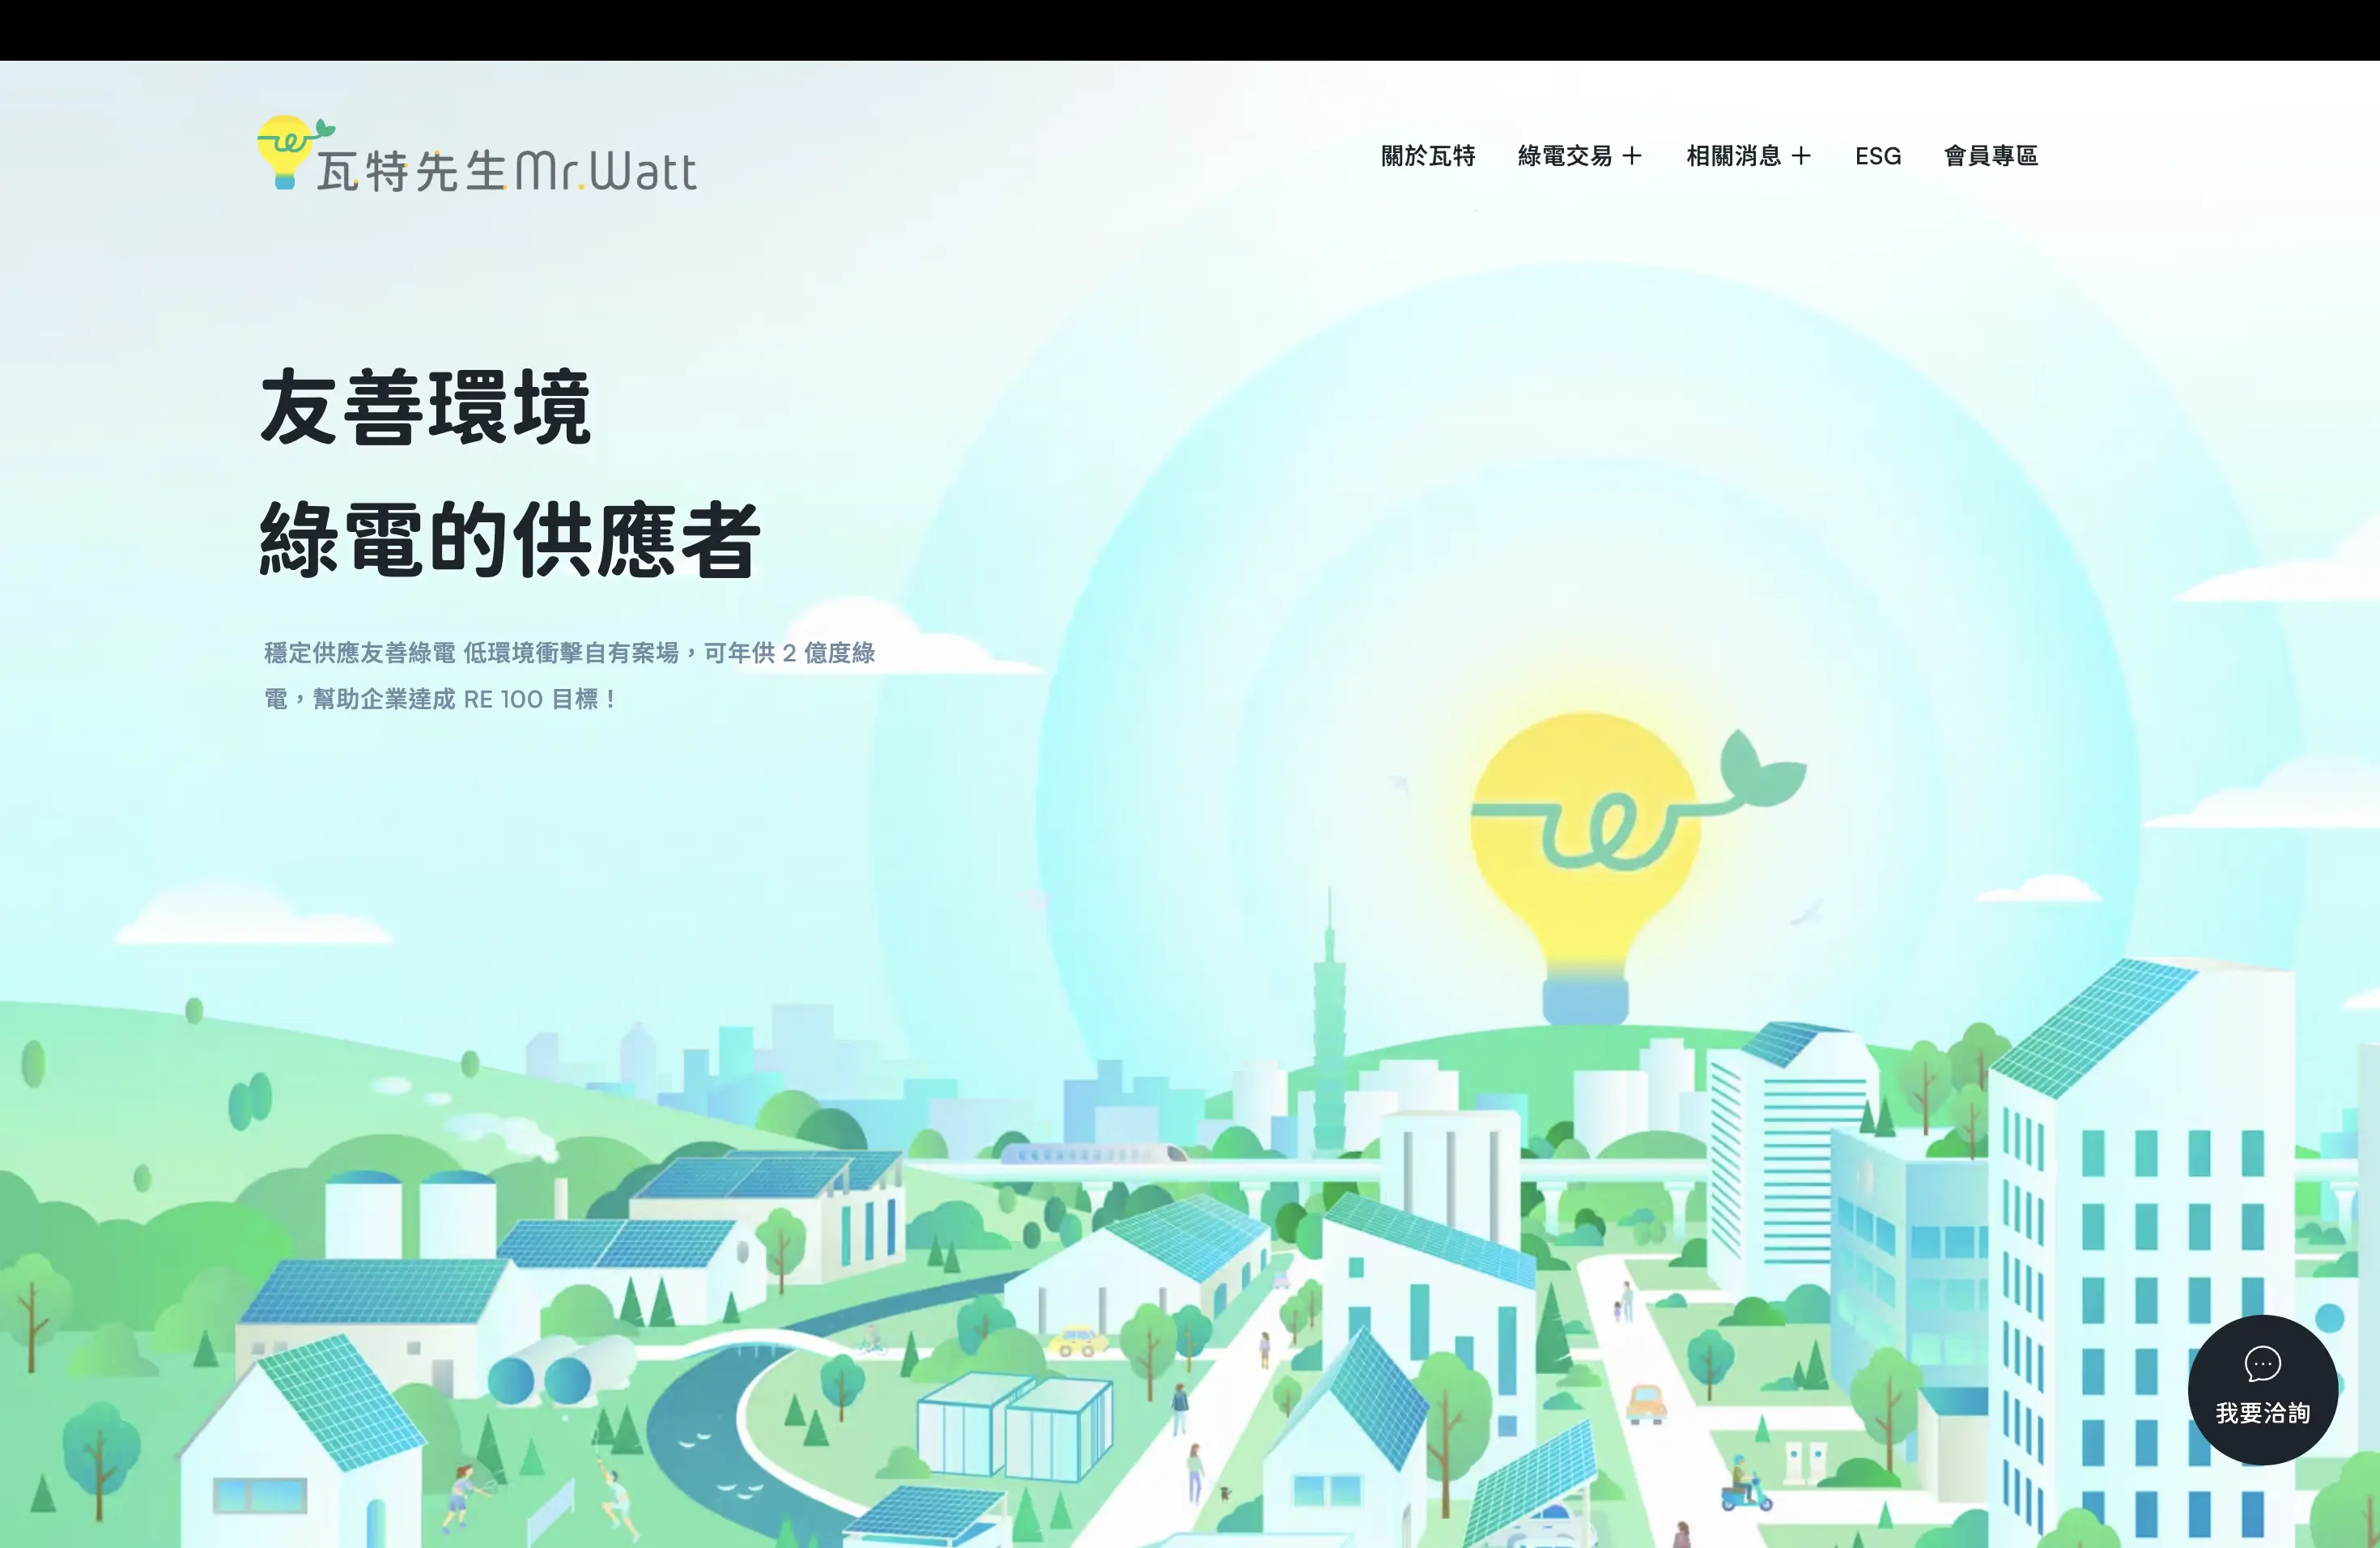 瓦特先生Mr.Watt
關於瓦特 綠電交易 + 相關消息 + ESG 會員專區
友善環境
綠電的供應者
穩定供應友善綠電 低環境衝擊自有案場，可年供 2 億度綠
電，幫助企業達成 RE 100 目標！
我要洽詢